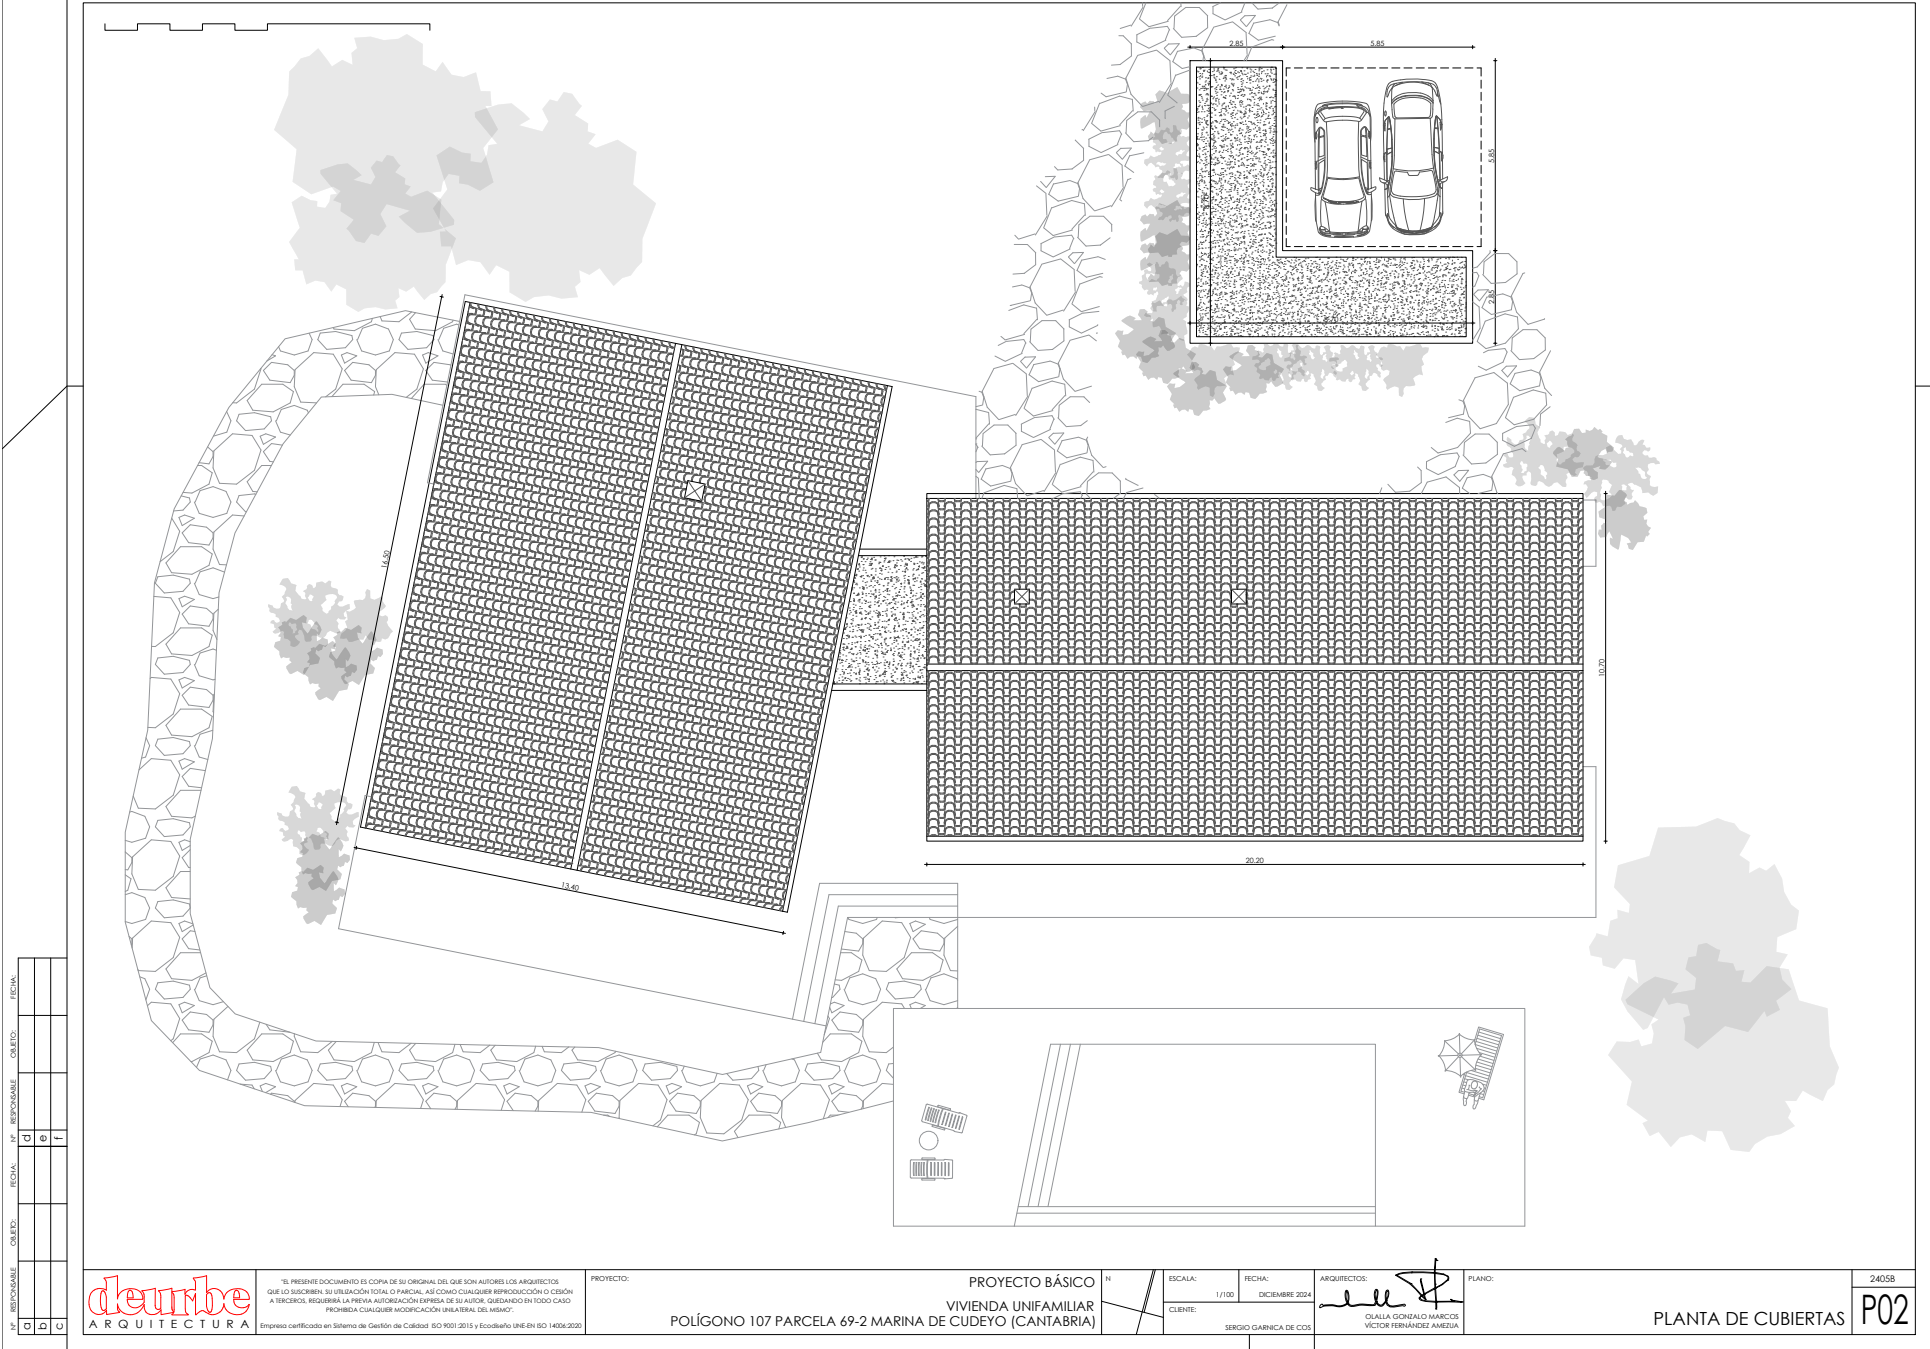 2.85
5.85
5.85
2.85
16.50
13.40
10.70
20.20
Nº RESPONSABLE OBJETO: FECHA: Nº RESPONSABLE OBJETO: FECHA:
a
b
c
d
e
f
deurbe
ARQUITECTURA
"EL PRESENTE DOCUMENTO ES COPIA DE SU ORIGINAL DEL QUE SON AUTORES LOS ARQUITECTOS
QUE LO SUSCRIBEN. SU UTILIZACIÓN TOTAL O PARCIAL, ASÍ COMO CUALQUIER REPRODUCCIÓN O CESIÓN
A TERCEROS, REQUERIRÁ LA PREVIA AUTORIZACIÓN EXPRESA DE SU AUTOR, QUEDANDO EN TODO CASO
PROHIBIDA CUALQUIER MODIFICACIÓN UNILATERAL DEL MISMO".
Empresa certificada en Sistema de Gestión de Calidad ISO 9001:2015 y Ecodiseño UNE-EN ISO 14006:2020
PROYECTO:
PROYECTO BÁSICO
VIVIENDA UNIFAMILIAR
POLÍGONO 107 PARCELA 69-2 MARINA DE CUDEYO (CANTABRIA)
N
ESCALA:
1/100
FECHA:
DICIEMBRE 2024
CLIENTE:
SERGIO GARNICA DE COS
ARQUITECTOS:
OLALLA GONZALO MARCOS
VÍCTOR FERNÁNDEZ AMEZUA
PLANO:
PLANTA DE CUBIERTAS
2405B
P02